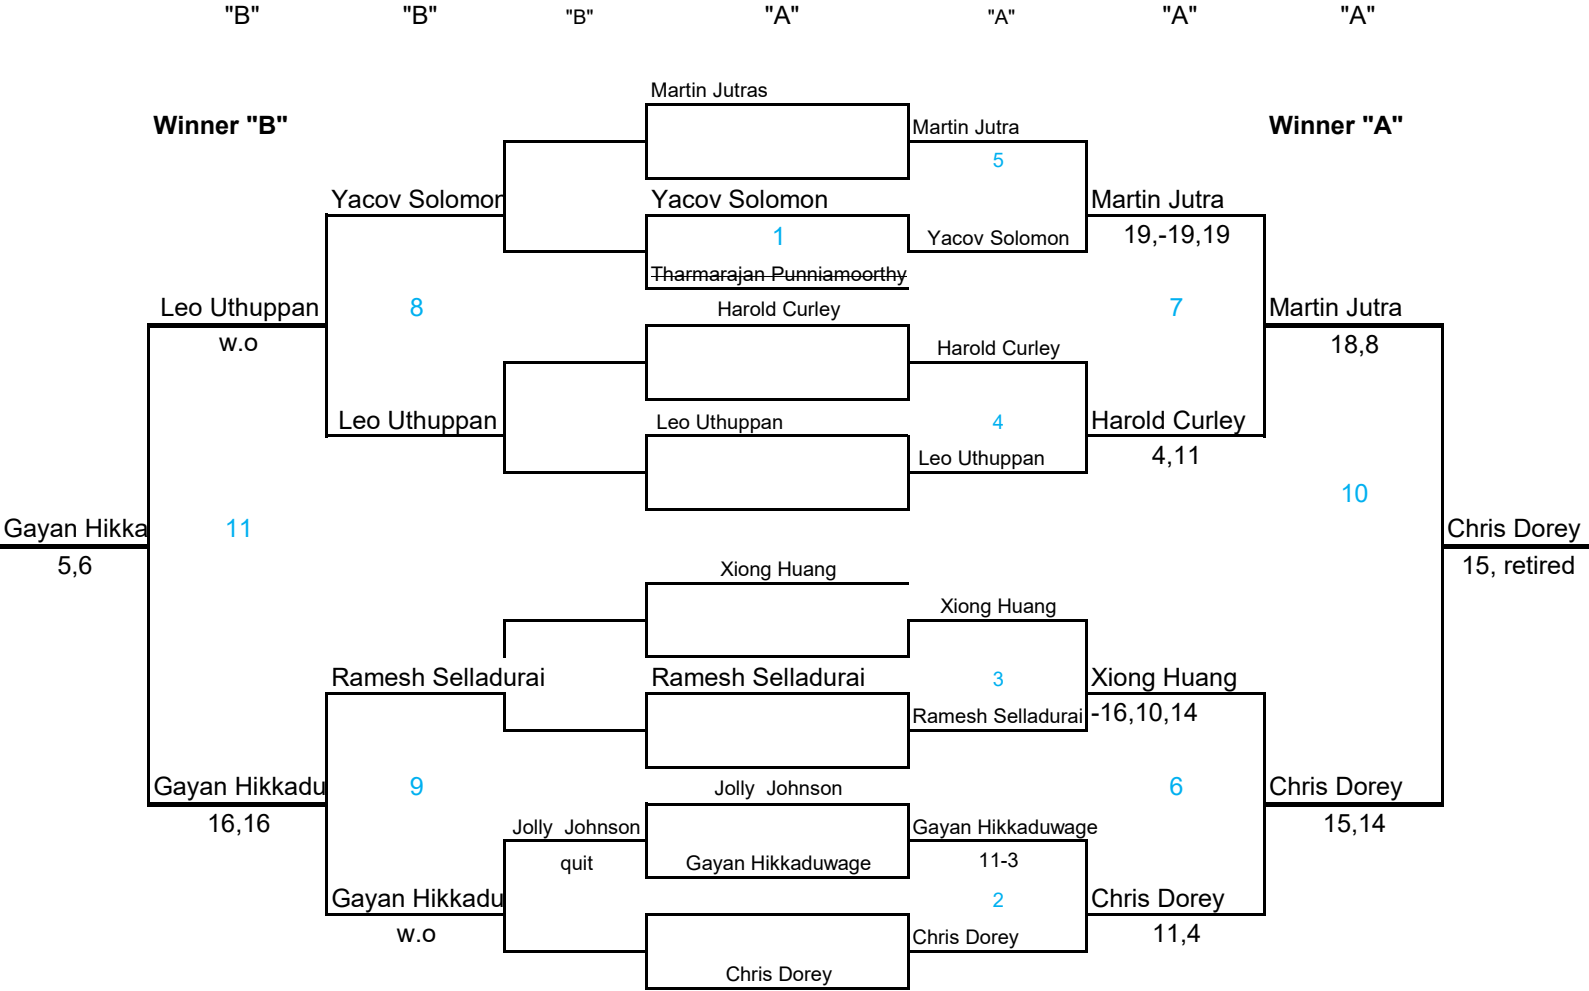 "B" "B" "B" "A" "A" "A" "A"
Martin Jutras
Winner "B" Martin Jutra Winner "A"
5
Yacov Solomon Yacov Solomon Martin Jutra
1 Yacov Solomon 19,-19,19
Tharmarajan Punniamoorthy
Leo Uthuppan 8 Harold Curley 7 Martin Jutra
w.o Harold Curley 18,8
Leo Uthuppan Leo Uthuppan 4 Harold Curley
Leo Uthuppan 4,11
10
Gayan Hikka 11 Chris Dorey
5,6 Xiong Huang 15, retired
Xiong Huang
Ramesh Selladurai Ramesh Selladurai 3 Xiong Huang
Ramesh Selladurai -16,10,14
Gayan Hikkadu 9 Jolly Johnson 6 Chris Dorey
16,16 Jolly Johnson Gayan Hikkaduwage 15,14
quit Gayan Hikkaduwage 11-3
Gayan Hikkadu 2 Chris Dorey
w.o Chris Dorey 11,4
Chris Dorey